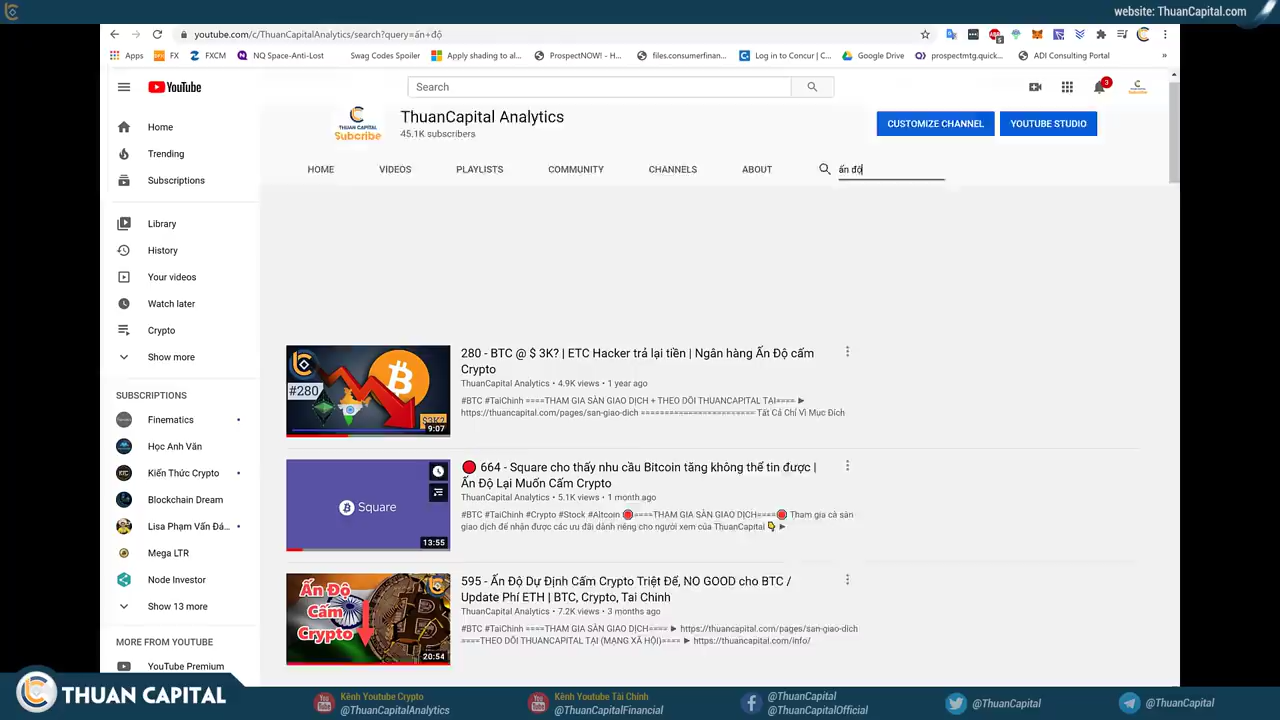 website: ThuanCapital.com
youtube.com/c/ThuanCapitalAnalytics/search?query=ấn+độ
Apps FX FXCM NQ Space-Anti-Lost Swag Codes Spoiler Apply shading to al... ProspectNOW! - H... files.consumerfinan... Log in to Concur |... Google Drive prospectmtg.quick... ADI Consulting Portal »
YouTube
Search
3
THUAN CAPITAL
Subcribe
ThuanCapital Analytics
45.1K subscribers
CUSTOMIZE CHANNEL
YOUTUBE STUDIO
HOME VIDEOS PLAYLISTS COMMUNITY CHANNELS ABOUT ấn độ
Home
Trending
Subscriptions
Library
History
Your videos
Watch later
Crypto
Show more
SUBSCRIPTIONS
Finematics
Học Anh Văn
Kiến Thức Crypto
Blockchain Dream
Lisa Phạm Vấn Đá...
Mega LTR
Node Investor
Show 13 more
MORE FROM YOUTUBE
YouTube Premium
#280
$3K?
9:07
280 - BTC @ $ 3K? | ETC Hacker trả lại tiền | Ngân hàng Ấn Độ cấm
Crypto
ThuanCapital Analytics • 4.9K views • 1 year ago
#BTC #TaiChinh ====THAM GIA SÀN GIAO DỊCH + THEO DÕI THUANCAPITAL TẠI==== ►
https://thuancapital.com/pages/san-giao-dich ======================== Tất Cả Chỉ Vì Mục Đích
Square
13:55
664 - Square cho thấy nhu cầu Bitcoin tăng không thể tin được |
Ấn Độ Lại Muốn Cấm Crypto
ThuanCapital Analytics • 5.1K views • 1 month ago
#BTC #TaiChinh #Crypto #Stock #Altcoin ====THAM GIA SÀN GIAO DỊCH==== Tham gia cả sàn
giao dịch để nhận được các ưu đãi dành riêng cho người xem của ThuanCapital ►
Ấn Độ
Cấm
Crypto
20:54
595 - Ấn Độ Dự Định Cấm Crypto Triệt Để, NO GOOD cho BTC /
Update Phí ETH | BTC, Crypto, Tai Chinh
ThuanCapital Analytics • 7.2K views • 3 months ago
#BTC #TaiChinh ====THAM GIA SÀN GIAO DỊCH==== ► https://thuancapital.com/pages/san-giao-dich
====THEO DÕI THUANCAPITAL TẠI (MẠNG XÃ HỘI)==== ► https://thuancapital.com/info/
THUAN CAPITAL
Kênh Youtube Crypto
@ThuanCapitalAnalytics
Kênh Youtube Tài Chính
@ThuanCapitalFinancial
@ThuanCapital
@ThuanCapitalOfficial
@ThuanCapital
@ThuanCapital